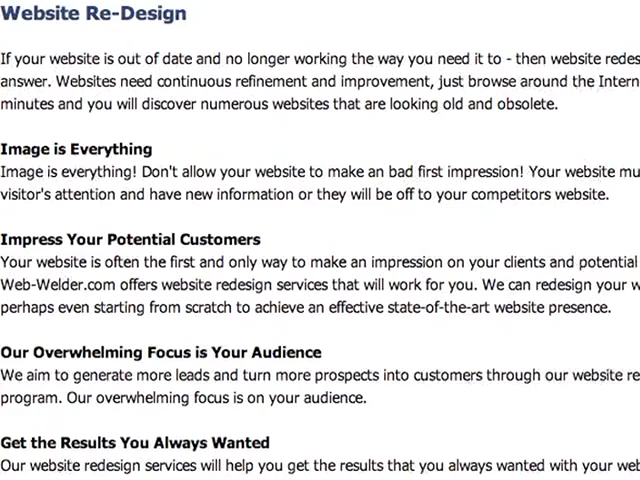 Website Re-Design
If your website is out of date and no longer working the way you need it to - then website
answer. Websites need continuous refinement and improvement, just browse around the
minutes and you will discover numerous websites that are looking old and obsolete.
Image is Everything
Image is everything! Don't allow your website to make an bad first impression! Your website
visitor's attention and have new information or they will be off to your competitors website.
Impress Your Potential Customers
Your website is often the first and only way to make an impression on your clients and potential
Web-Welder.com offers website redesign services that will work for you. We can redesign your
perhaps even starting from scratch to achieve an effective state-of-the-art website presence.
Our Overwhelming Focus is Your Audience
We aim to generate more leads and turn more prospects into customers through our website
program. Our overwhelming focus is on your audience.
Get the Results You Always Wanted
Our website redesign services will help you get the results that you always wanted with your